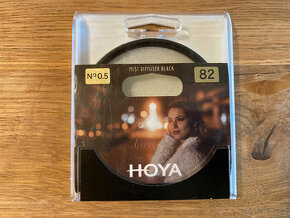 MIST DIFFUSER BLACK
Nº0.5
82
HOYA